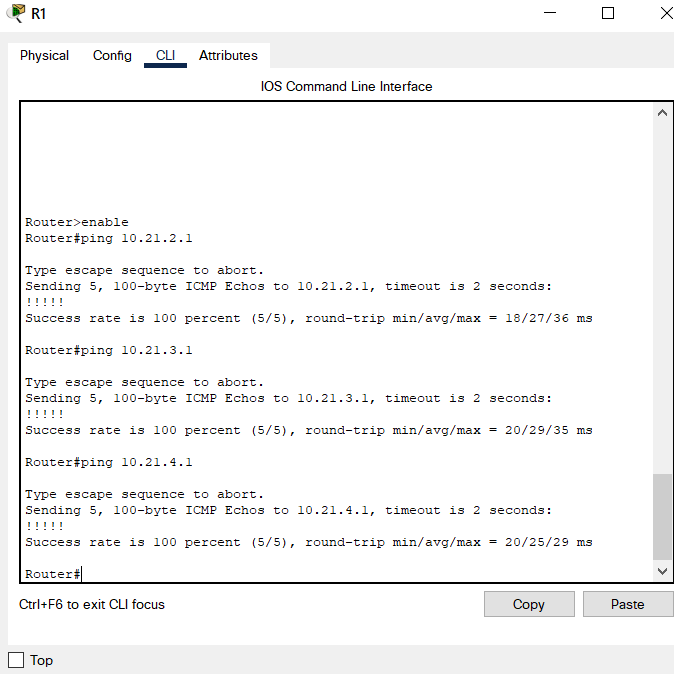 R1
Physical Config CLI Attributes
IOS Command Line Interface
Router>enable
Router#ping 10.21.2.1
Type escape sequence to abort.
Sending 5, 100-byte ICMP Echos to 10.21.2.1, timeout is 2 seconds:
!!!!!
Success rate is 100 percent (5/5), round-trip min/avg/max = 18/27/36 ms
Router#ping 10.21.3.1
Type escape sequence to abort.
Sending 5, 100-byte ICMP Echos to 10.21.3.1, timeout is 2 seconds:
!!!!!
Success rate is 100 percent (5/5), round-trip min/avg/max = 20/29/35 ms
Router#ping 10.21.4.1
Type escape sequence to abort.
Sending 5, 100-byte ICMP Echos to 10.21.4.1, timeout is 2 seconds:
!!!!!
Success rate is 100 percent (5/5), round-trip min/avg/max = 20/25/29 ms
Router#
Ctrl+F6 to exit CLI focus
Copy Paste
Top